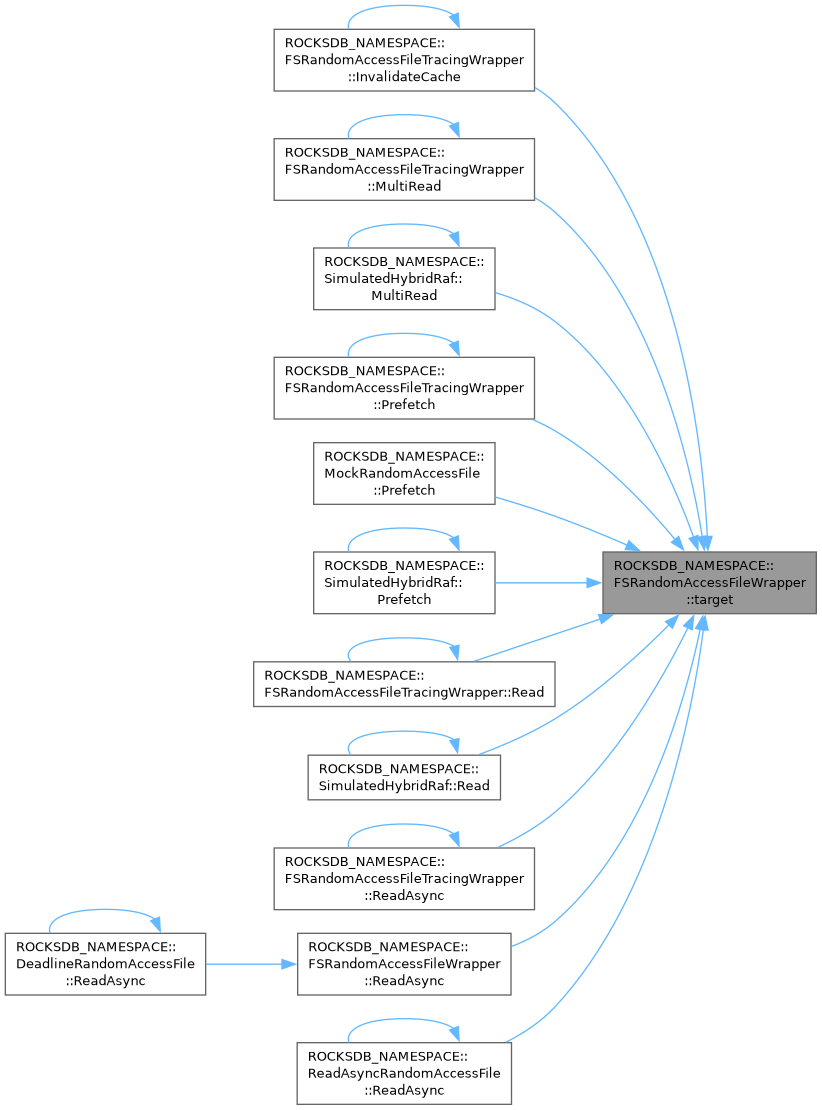 ROCKSDB_NAMESPACE::
FSRandomAccessFileTracingWrapper
::InvalidateCache
ROCKSDB_NAMESPACE::
FSRandomAccessFileTracingWrapper
::MultiRead
ROCKSDB_NAMESPACE::
SimulatedHybridRaf::
MultiRead
ROCKSDB_NAMESPACE::
FSRandomAccessFileTracingWrapper
::Prefetch
ROCKSDB_NAMESPACE::
MockRandomAccessFile
::Prefetch
ROCKSDB_NAMESPACE::
SimulatedHybridRaf::
Prefetch
ROCKSDB_NAMESPACE::
FSRandomAccessFileWrapper
::target
ROCKSDB_NAMESPACE::
FSRandomAccessFileTracingWrapper::Read
ROCKSDB_NAMESPACE::
SimulatedHybridRaf::Read
ROCKSDB_NAMESPACE::
FSRandomAccessFileTracingWrapper
::ReadAsync
ROCKSDB_NAMESPACE::
DeadlineRandomAccessFile
::ReadAsync
ROCKSDB_NAMESPACE::
FSRandomAccessFileWrapper
::ReadAsync
ROCKSDB_NAMESPACE::
ReadAsyncRandomAccessFile
::ReadAsync